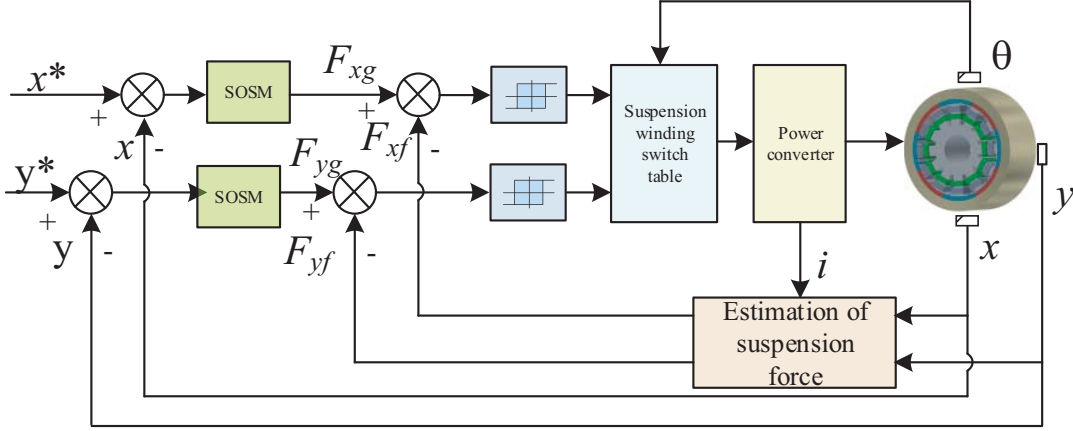 θ
x*
+
-
x
SOSM
F_xg
+
F_xf
-
Suspension
winding
switch
table
Power
converter
y*
+
-
y
SOSM
F_yg
+
F_yf
-
y
x
i
Estimation of
suspension
force